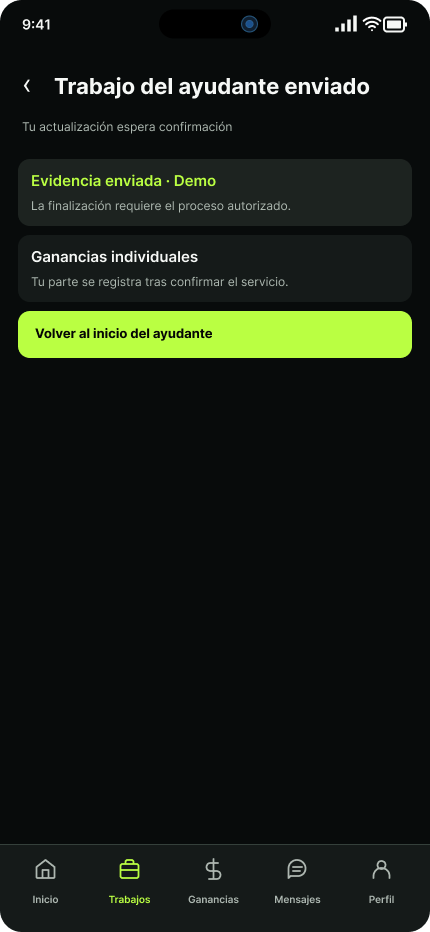 9:41
Trabajo del ayudante enviado
Tu actualización espera confirmación
Evidencia enviada · Demo
La finalización requiere el proceso autorizado.
Ganancias individuales
Tu parte se registra tras confirmar el servicio.
Volver al inicio del ayudante
Inicio
Trabajos
Ganancias
Mensajes
Perfil